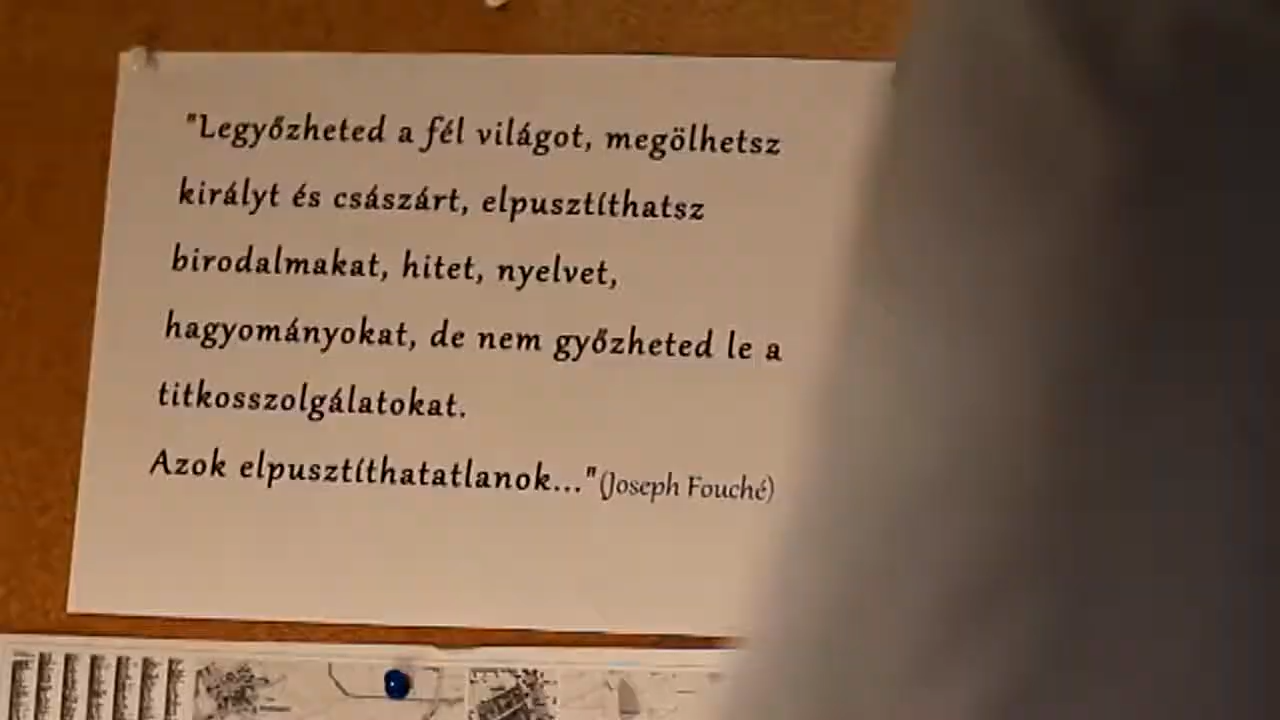 "Legyőzheted a fél világot, megölhetsz
királyt és császárt, elpusztíthatsz
birodalmakat, hitet, nyelvet,
hagyományokat, de nem győzheted le a
titkosszolgálatokat.
Azok elpusztíthatatlanok..."(Joseph Fouché)